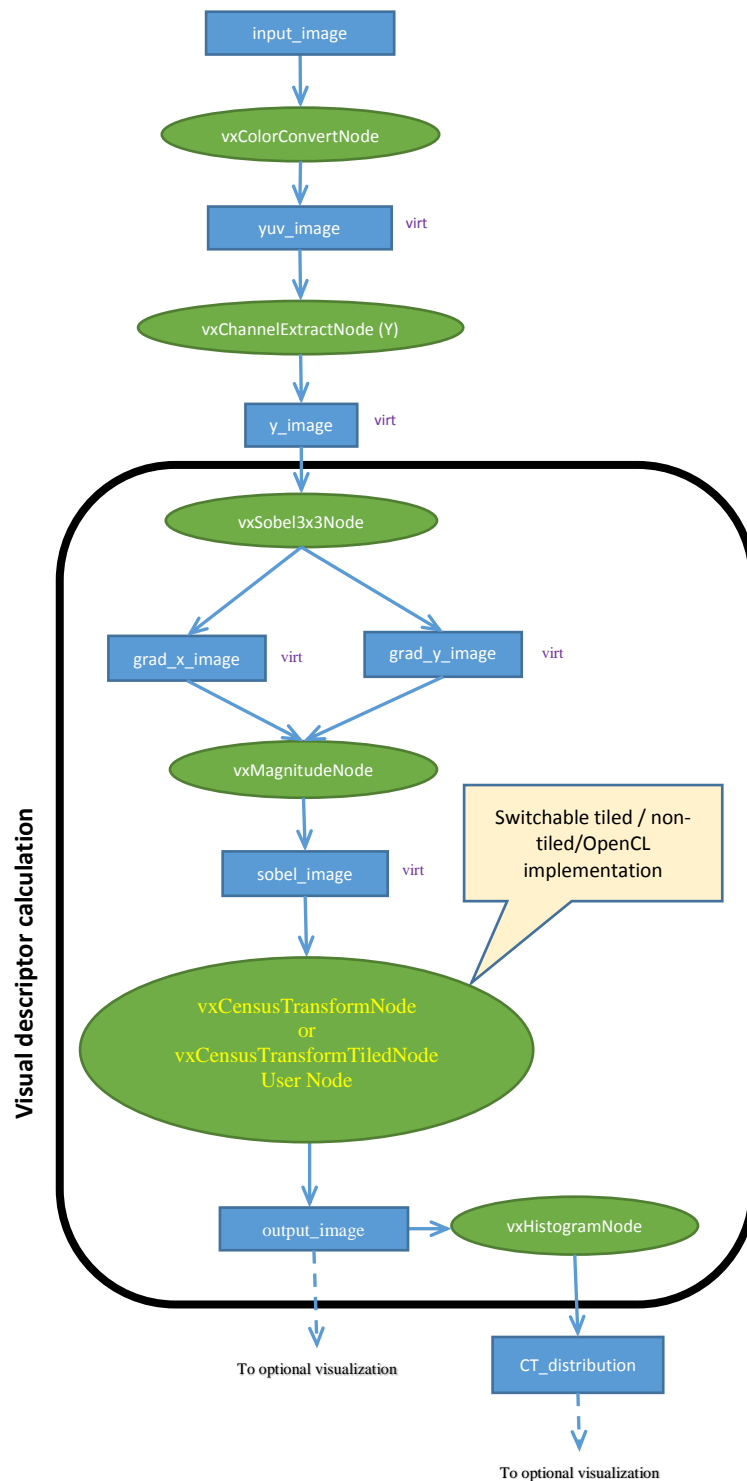 input_image
vxColorConvertNode
yuv_image
virt
vxChannelExtractNode (Y)
y_image
virt
vxSobel3x3Node
grad_x_image
virt
grad_y_image
virt
vxMagnitudeNode
Switchable tiled / non-
tiled/OpenCL
implementation
sobel_image
virt
Visual descriptor calculation
vxCensusTransformNode
or
vxCensusTransformTiledNode
User Node
output_image
vxHistogramNode
To optional visualization
CT_distribution
To optional visualization